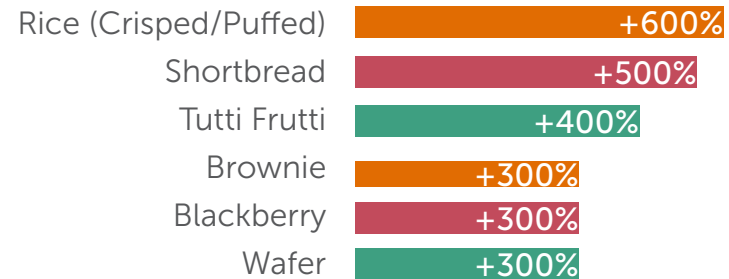 Rice (Crisped/Puffed) +600%
Shortbread +500%
Tutti Frutti +400%
Brownie +300%
Blackberry +300%
Wafer +300%